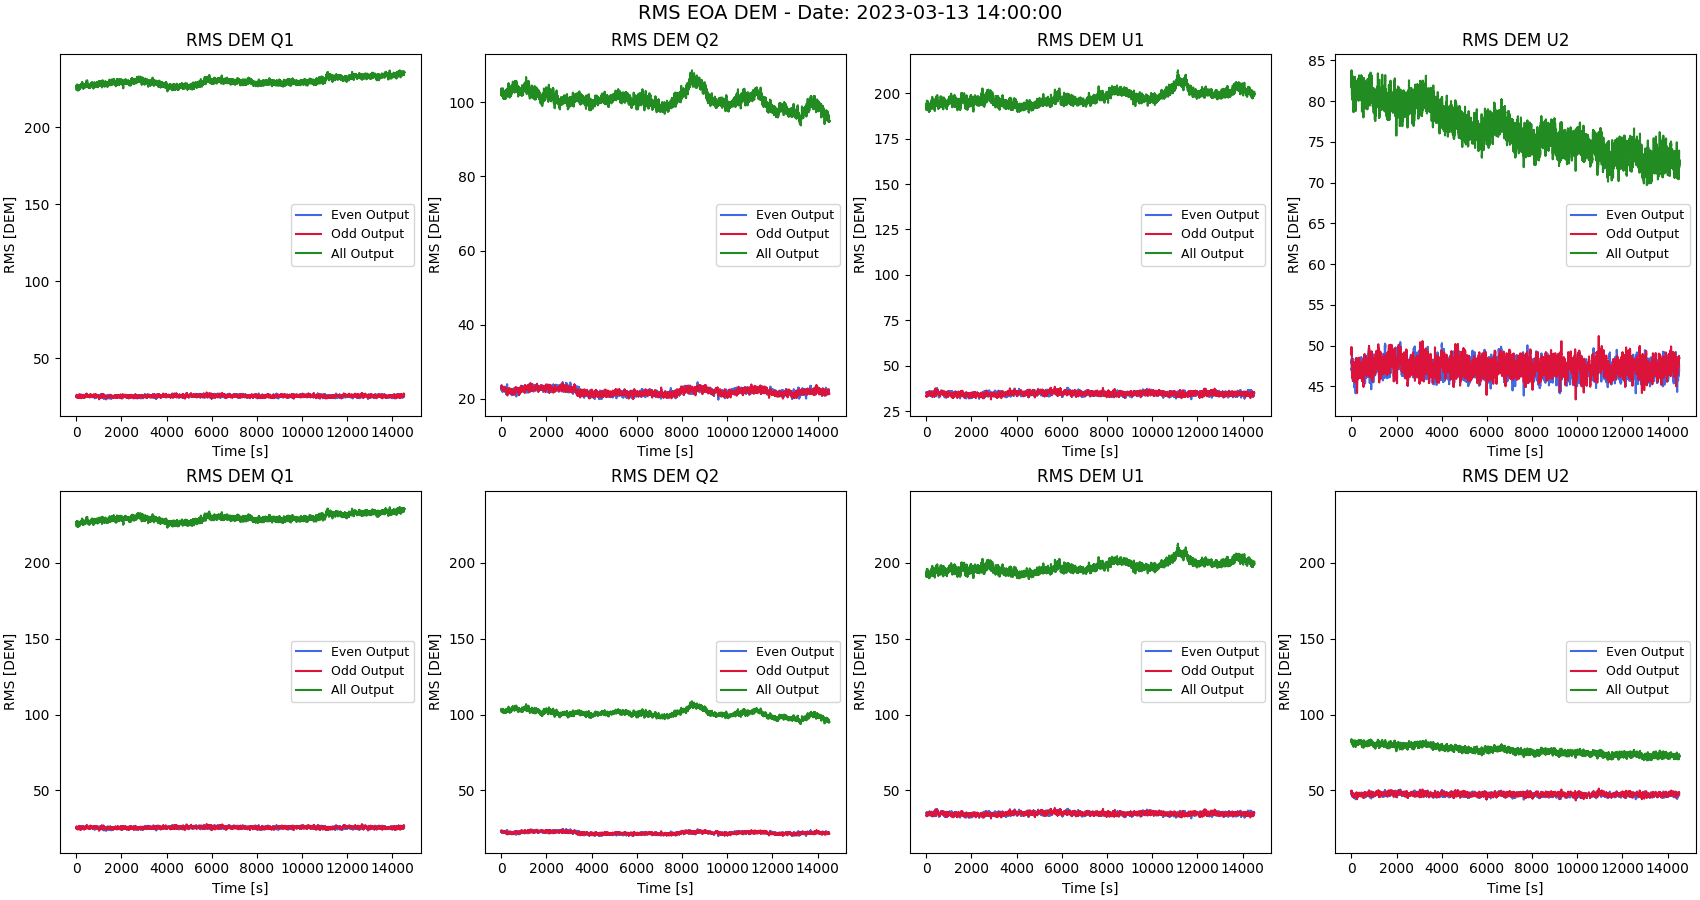 RMS EOA DEM - Date: 2023-03-13 14:00:00
RMS DEM Q1
RMS [DEM]
200
150
100
50
0 2000 4000 6000 8000 10000 12000 14000
Time [s]
Even Output
Odd Output
All Output
RMS DEM Q2
RMS [DEM]
100
80
60
40
20
0 2000 4000 6000 8000 10000 12000 14000
Time [s]
Even Output
Odd Output
All Output
RMS DEM U1
RMS [DEM]
200
175
150
125
100
75
50
25
0 2000 4000 6000 8000 10000 12000 14000
Time [s]
Even Output
Odd Output
All Output
RMS DEM U2
RMS [DEM]
85
80
75
70
65
60
55
50
45
0 2000 4000 6000 8000 10000 12000 14000
Time [s]
Even Output
Odd Output
All Output
RMS DEM Q1
RMS [DEM]
200
150
100
50
0 2000 4000 6000 8000 10000 12000 14000
Time [s]
Even Output
Odd Output
All Output
RMS DEM Q2
RMS [DEM]
200
150
100
50
0 2000 4000 6000 8000 10000 12000 14000
Time [s]
Even Output
Odd Output
All Output
RMS DEM U1
RMS [DEM]
200
150
100
50
0 2000 4000 6000 8000 10000 12000 14000
Time [s]
Even Output
Odd Output
All Output
RMS DEM U2
RMS [DEM]
200
150
100
50
0 2000 4000 6000 8000 10000 12000 14000
Time [s]
Even Output
Odd Output
All Output